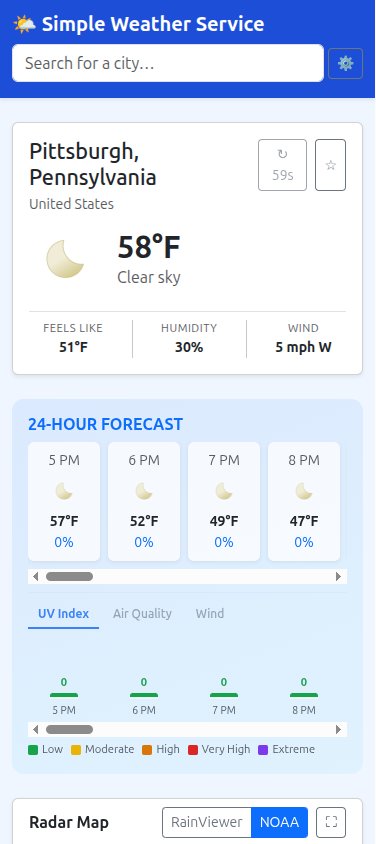 🌤️ Simple Weather Service
Search for a city…
⚙️
Pittsburgh,
Pennsylvania
↻
59s
☆
United States
58°F
Clear sky
FEELS LIKE HUMIDITY WIND
51°F 30% 5 mph W
24-HOUR FORECAST
5 PM 6 PM 7 PM 8 PM
57°F 52°F 49°F 47°F
0% 0% 0% 0%
UV Index Air Quality Wind
0 0 0 0
5 PM 6 PM 7 PM 8 PM
Low Moderate High Very High Extreme
Radar Map RainViewer NOAA ⛶